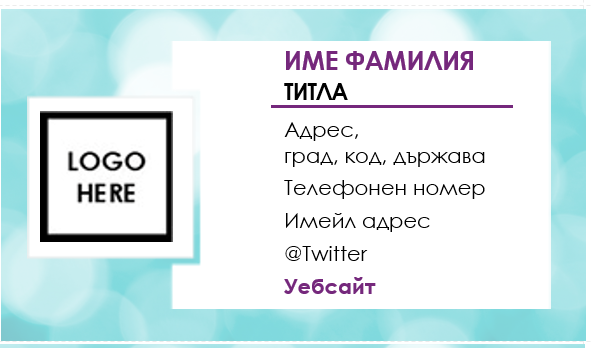 ИМЕ ФАМИЛИЯ
ТИТЛА
LOGO
HERE
Адрес,
град, код, държава
Телефонен номер
Имейл адрес
@Twitter
Уебсайт